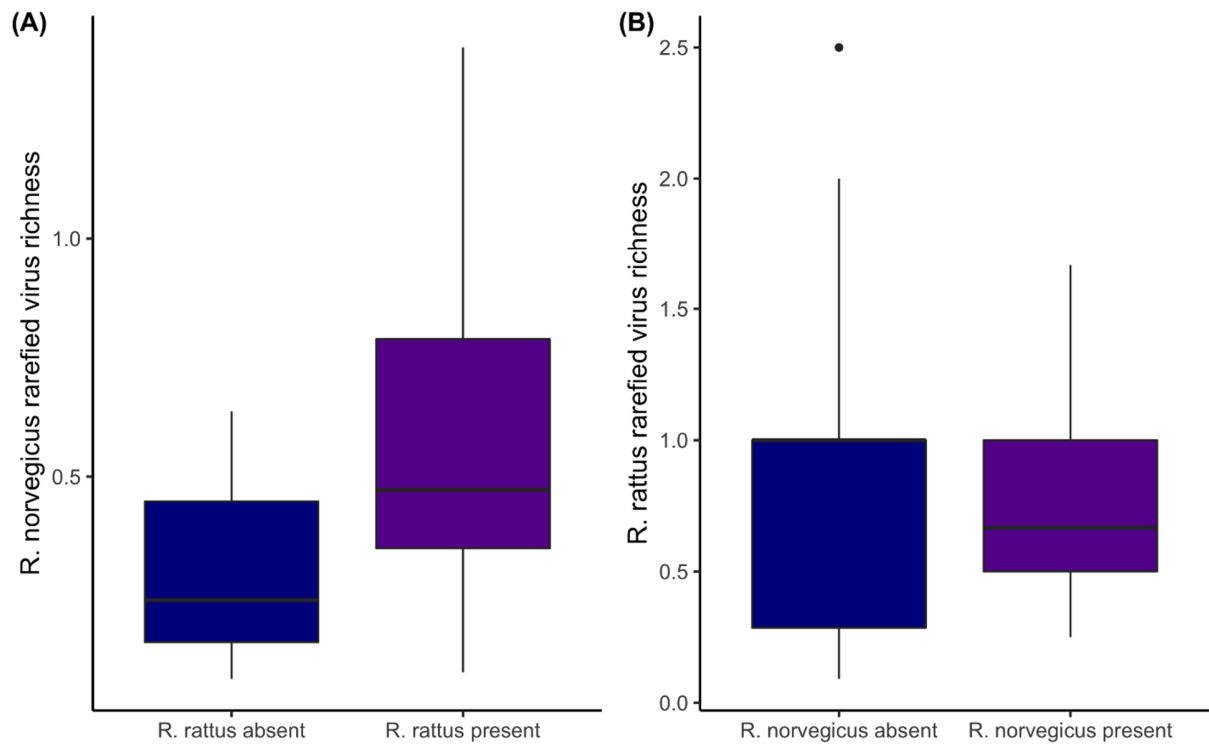 (A)
R. norvegicus rarefied virus richness
1.0
0.5
R. rattus absent
R. rattus present
(B)
R. rattus rarefied virus richness
2.5
2.0
1.5
1.0
0.5
0.0
R. norvegicus absent
R. norvegicus present